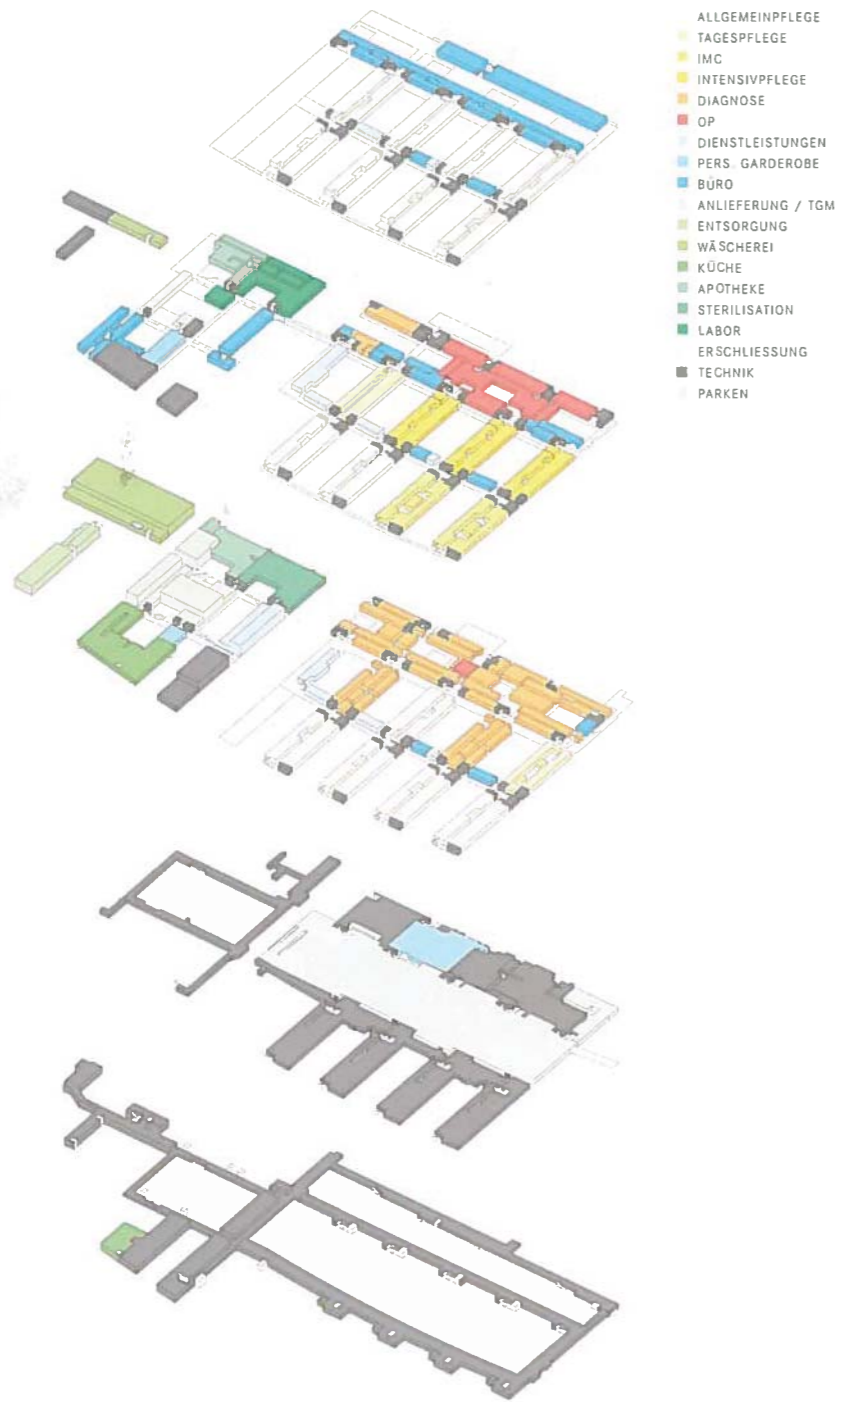 ALLGEMEINPFLEGE
TAGESPFLEGE
IMC
INTENSIVPFLEGE
DIAGNOSE
OP
DIENSTLEISTUNGEN
PERS. GARDEROBE
BÜRO
ANLIEFERUNG / TGM
ENTSORGUNG
WÄSCHEREI
KÜCHE
APOTHEKE
STERILISATION
LABOR
ERSCHLIESSUNG
TECHNIK
PARKEN